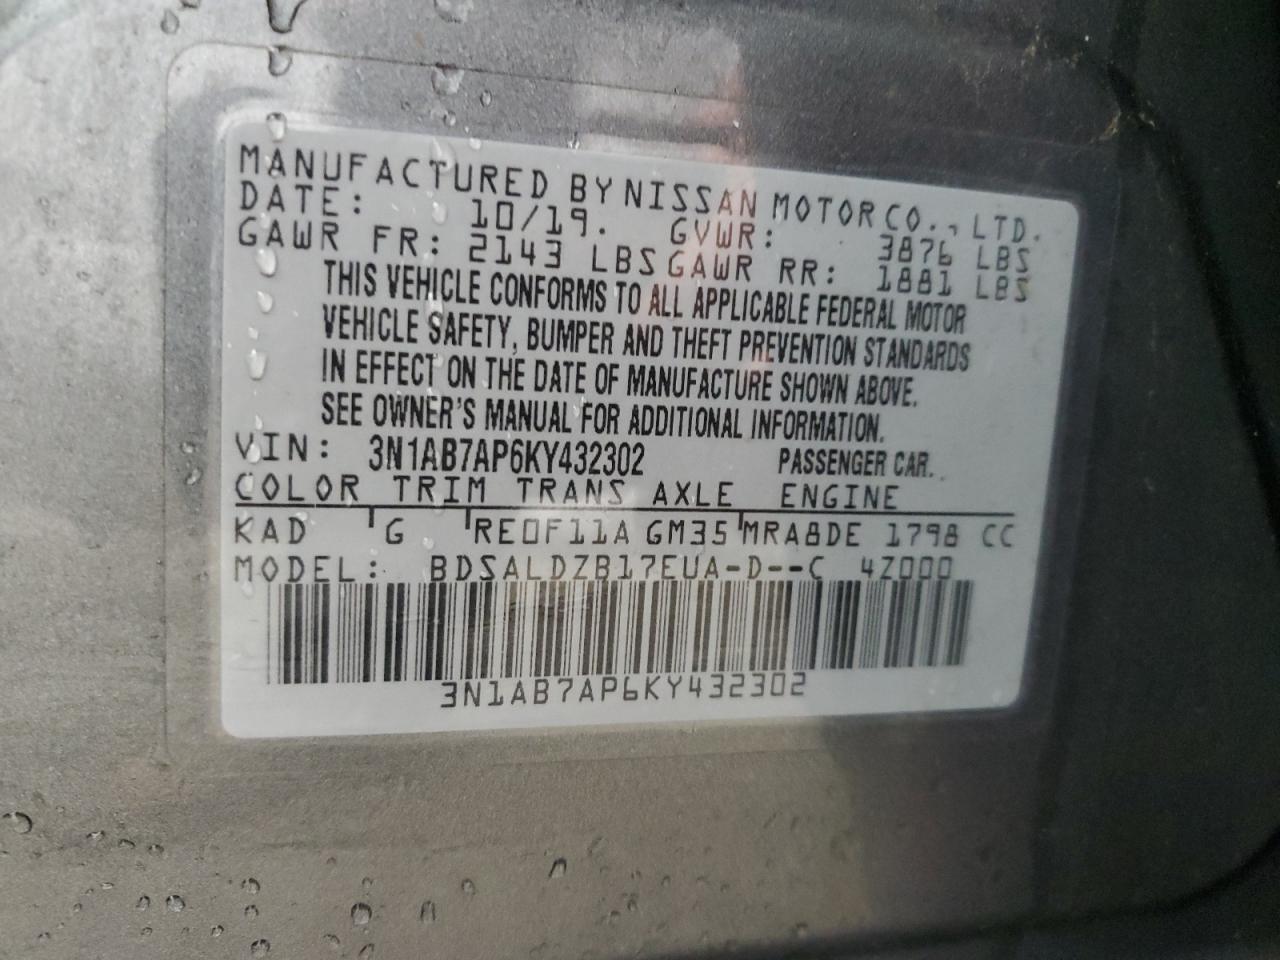 MANUFACTURED BY NISSAN MOTOR CO., LTD.
DATE: 10/19. GVWR: 3876 LBS
GAWR FR: 2143 LBS GAWR RR: 1881 LBS
THIS VEHICLE CONFORMS TO ALL APPLICABLE FEDERAL MOTOR
VEHICLE SAFETY, BUMPER AND THEFT PREVENTION STANDARDS
IN EFFECT ON THE DATE OF MANUFACTURE SHOWN ABOVE.
SEE OWNER'S MANUAL FOR ADDITIONAL INFORMATION.
VIN: 3N1AB7AP6KY432302 PASSENGER CAR.
COLOR TRIM TRANS AXLE ENGINE
KAD G RE0F11A GM35 MRA8DE 1798 CC
MODEL: BDSALDZB17EUA-D--C 4Z000
3N1AB7AP6KY432302